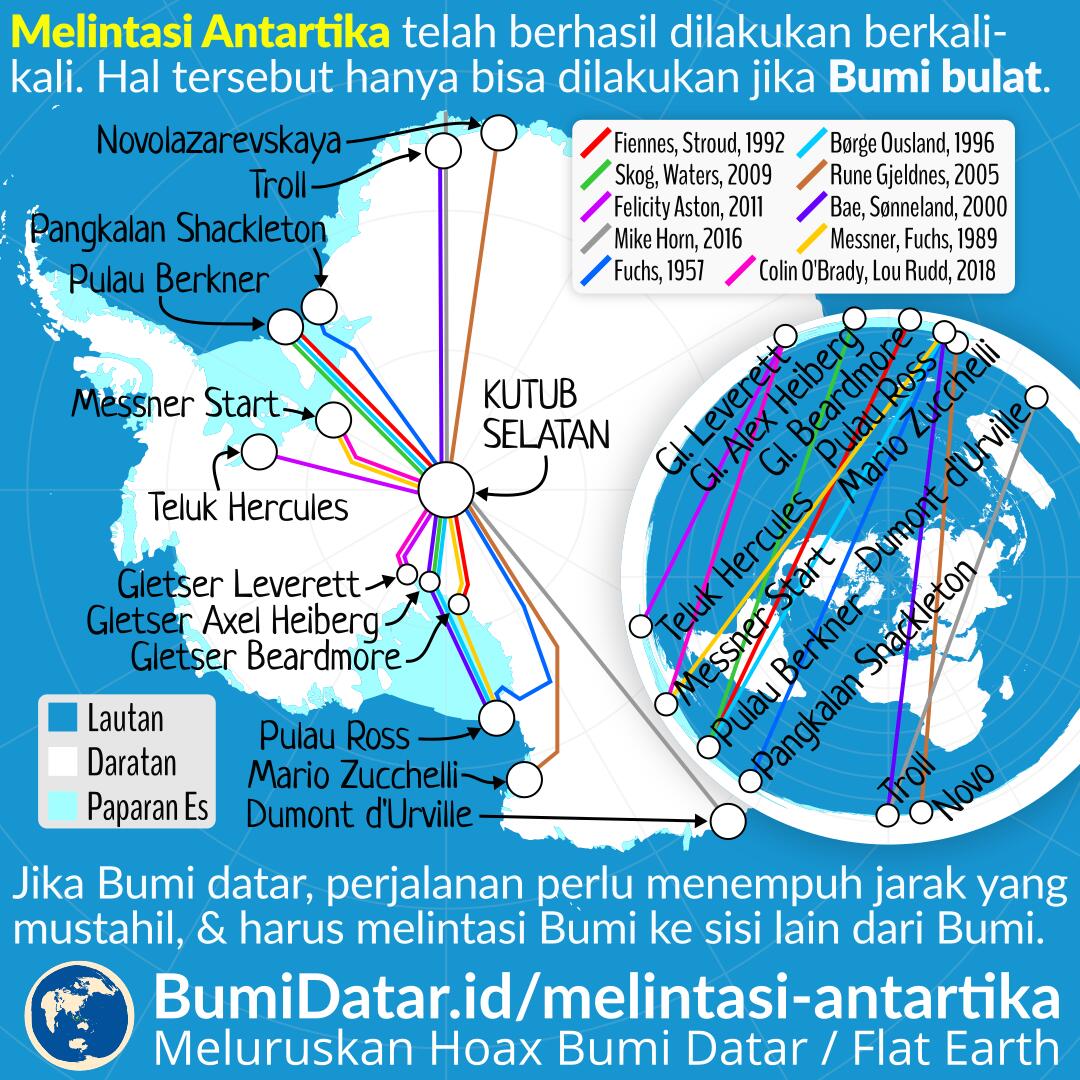 Melintasi Antartika telah berhasil dilakukan berkali-
kali. Hal tersebut hanya bisa dilakukan jika Bumi bulat.
Novolazarevskaya
Troll
Pangkalan Shackleton
Pulau Berkner
Messner Start
Teluk Hercules
KUTUB
SELATAN
Gletser Leverett
Gletser Axel Heiberg
Gletser Beardmore
Pulau Ross
Mario Zucchelli
Dumont d'Urville
Fiennes, Stroud, 1992
Børge Ousland, 1996
Skog, Waters, 2009
Rune Gjeldnes, 2005
Felicity Aston, 2011
Bae, Sønneland, 2000
Mike Horn, 2016
Messner, Fuchs, 1989
Fuchs, 1957
Colin O'Brady, Lou Rudd, 2018
Gl. Leverett
Gl. Alex Heiberg
Gl. Beardmore
Pulau Ross
Mario Zucchelli
Dumont d'Urville
Teluk Hercules
Messner Start
Pulau Berkner
Pangkalan Shackleton
Troll
Novo
Lautan
Daratan
Paparan Es
Jika Bumi datar, perjalanan perlu menempuh jarak yang
mustahil, & harus melintasi Bumi ke sisi lain dari Bumi.
BumiDatar.id/melintasi-antartika
Meluruskan Hoax Bumi Datar / Flat Earth